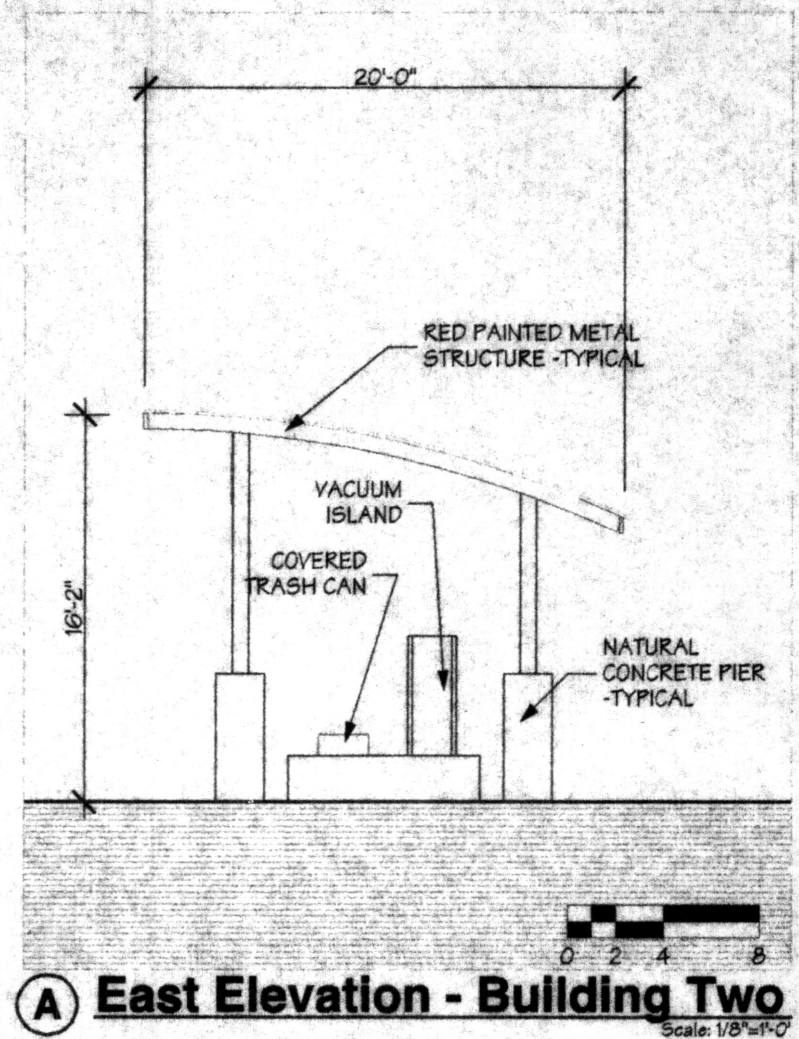 20'-0"
RED PAINTED METAL
STRUCTURE -TYPICAL
VACUUM
ISLAND
COVERED
TRASH CAN
16'-2"
NATURAL
CONCRETE PIER
-TYPICAL
0 2 4 8
A East Elevation - Building Two
Scale: 1/8"=1'-0"